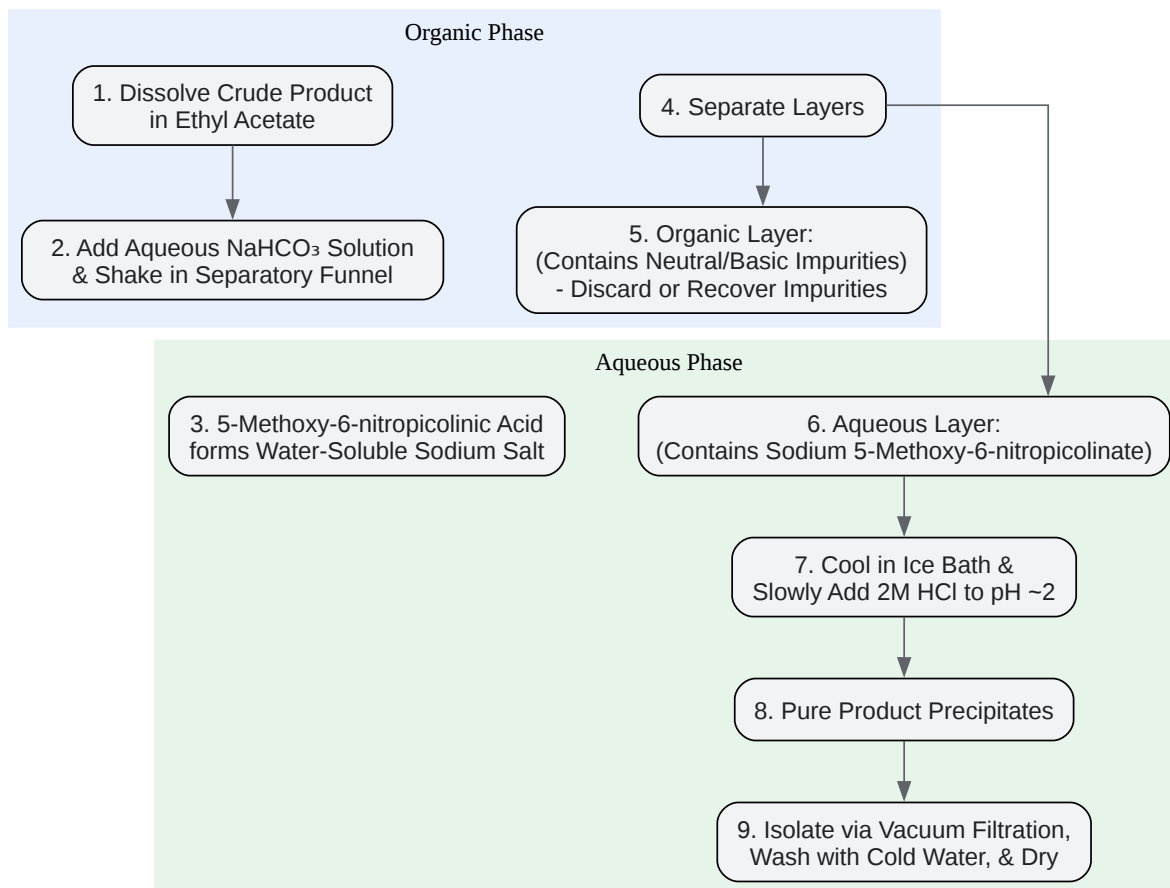 Organic Phase
1. Dissolve Crude Product
in Ethyl Acetate
4. Separate Layers
2. Add Aqueous NaHCO₃ Solution
& Shake in Separatory Funnel
5. Organic Layer:
(Contains Neutral/Basic Impurities)
- Discard or Recover Impurities
Aqueous Phase
3. 5-Methoxy-6-nitropicolinic Acid
forms Water-Soluble Sodium Salt
6. Aqueous Layer:
(Contains Sodium 5-Methoxy-6-nitropicolinate)
7. Cool in Ice Bath &
Slowly Add 2M HCl to pH ~2
8. Pure Product Precipitates
9. Isolate via Vacuum Filtration,
Wash with Cold Water, & Dry